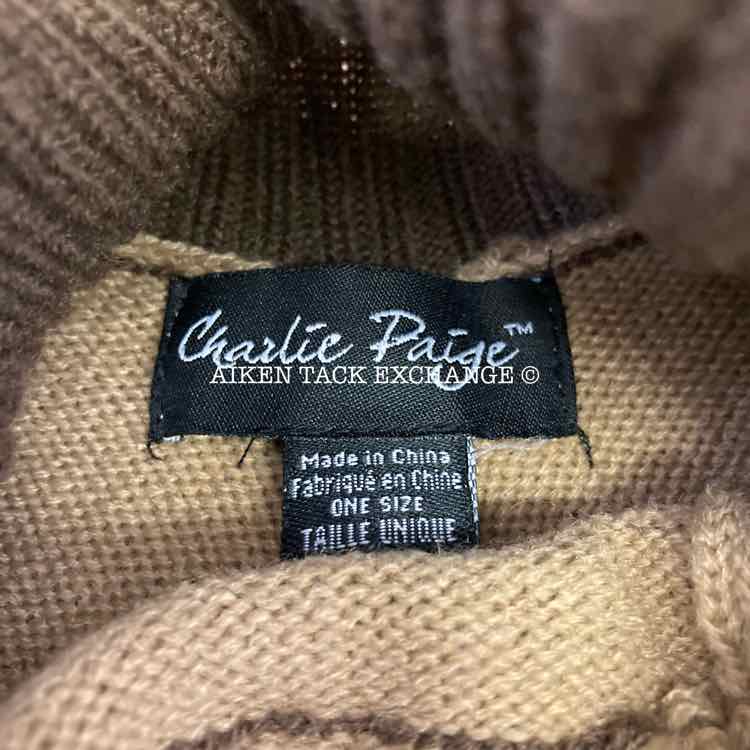 Charlie Paige™
AIKEN TACK EXCHANGE ©
Made in China
Fabriqué en Chine
ONE SIZE
TAILLE UNIQUE